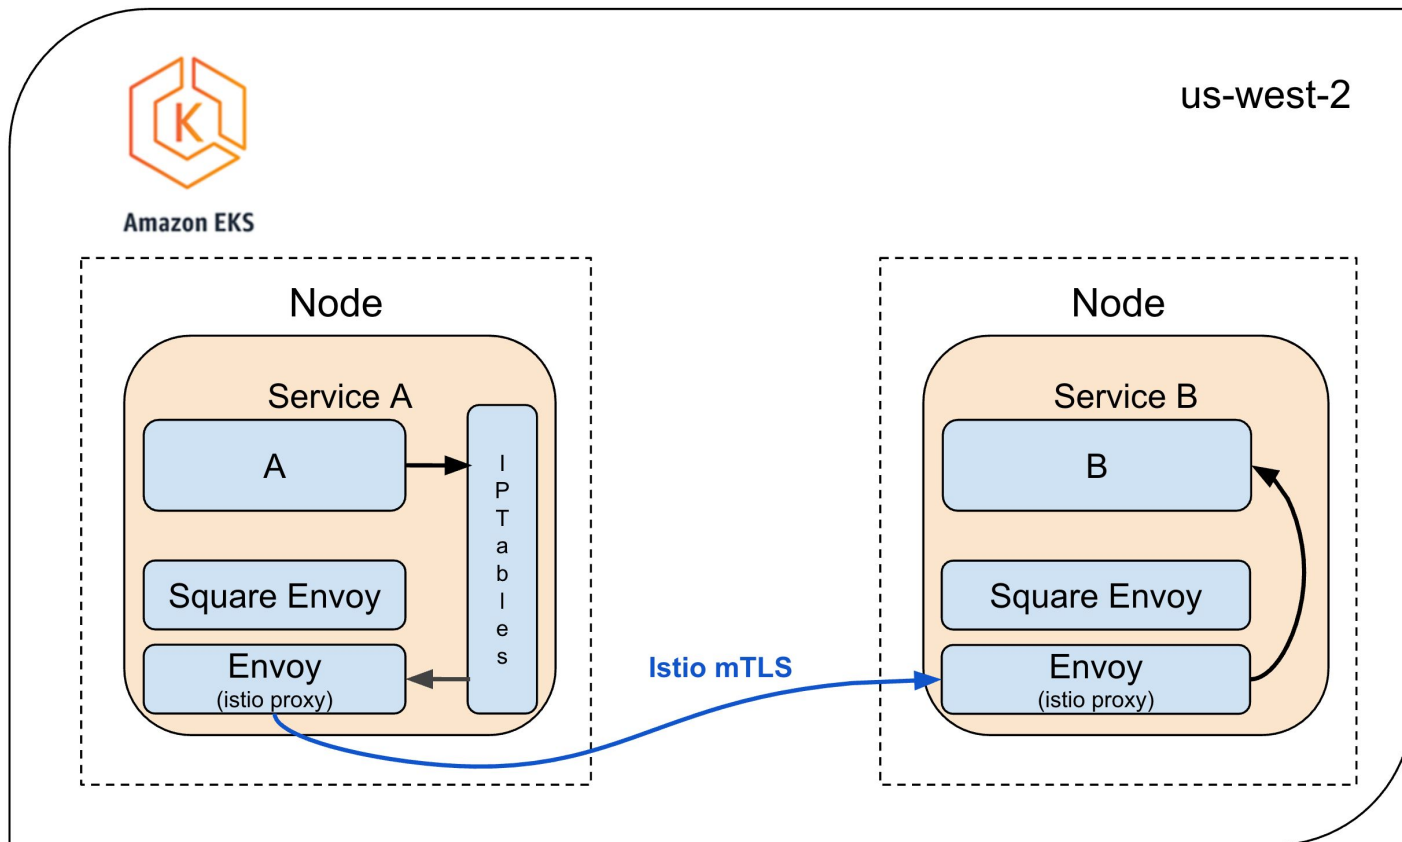 us-west-2
K
Amazon EKS
Node
Service A
A
IPTables
Square Envoy
Envoy
(istio proxy)
Istio mTLS
Node
Service B
B
Square Envoy
Envoy
(istio proxy)